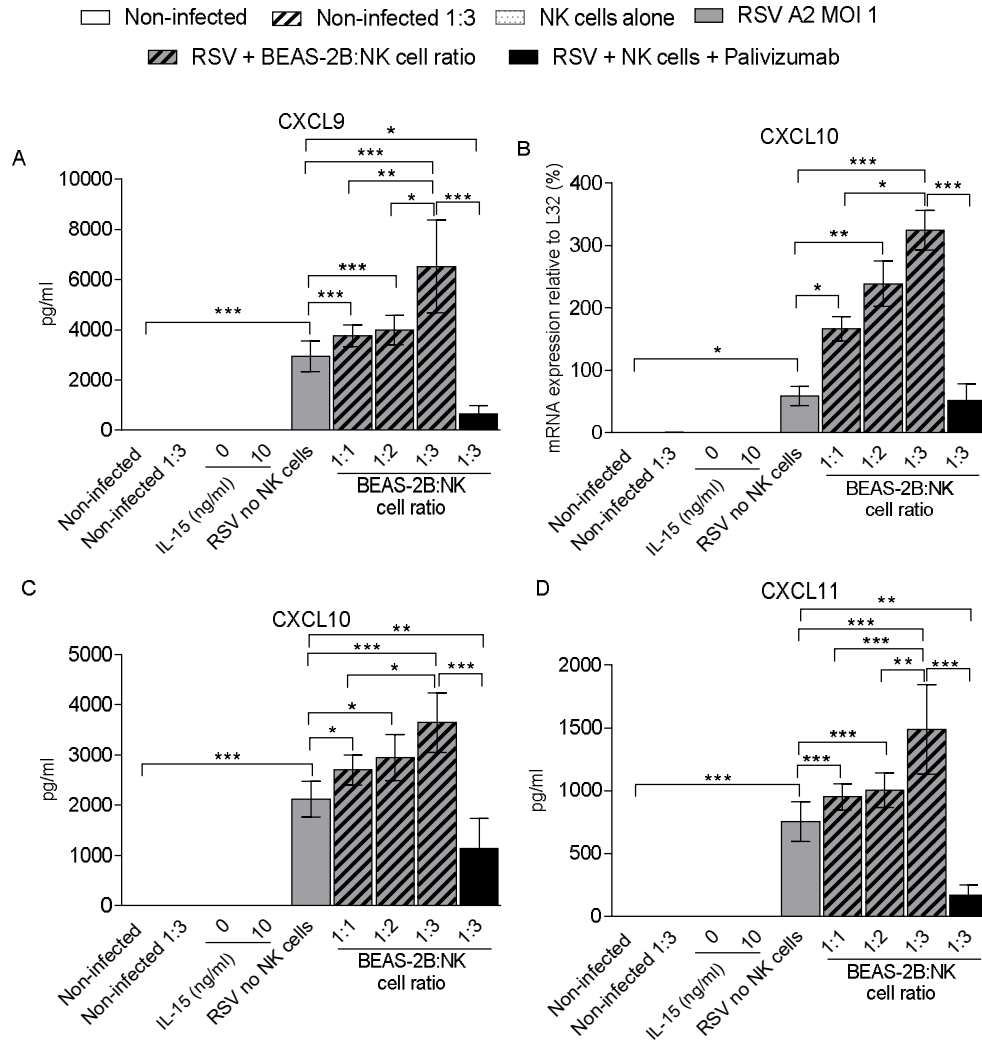 Non-infected Non-infected 1:3 NK cells alone RSV A2 MOI 1
RSV + BEAS-2B:NK cell ratio RSV + NK cells + Palivizumab
A
CXCL9
pg/ml
10000
8000
6000
4000
2000
0
*
***
**
* ***
***
***
***
Non-infected
Non-infected 1:3
0
10
IL-15 (ng/ml)
RSV no NK cells
1:1
1:2
1:3
1:3
BEAS-2B:NK
cell ratio
B
CXCL10
mRNA expression relative to L32 (%)
400
300
200
100
0
***
* ***
**
*
*
Non-infected
Non-infected 1:3
0
10
IL-15 (ng/ml)
RSV no NK cells
1:1
1:2
1:3
1:3
BEAS-2B:NK
cell ratio
C
CXCL10
pg/ml
5000
4000
3000
2000
1000
0
**
***
* ***
*
*
***
Non-infected
Non-infected 1:3
0
10
IL-15 (ng/ml)
RSV no NK cells
1:1
1:2
1:3
1:3
BEAS-2B:NK
cell ratio
D
CXCL11
pg/ml
2000
1500
1000
500
0
**
***
***
** ***
***
***
***
Non-infected
Non-infected 1:3
0
10
IL-15 (ng/ml)
RSV no NK cells
1:1
1:2
1:3
1:3
BEAS-2B:NK
cell ratio